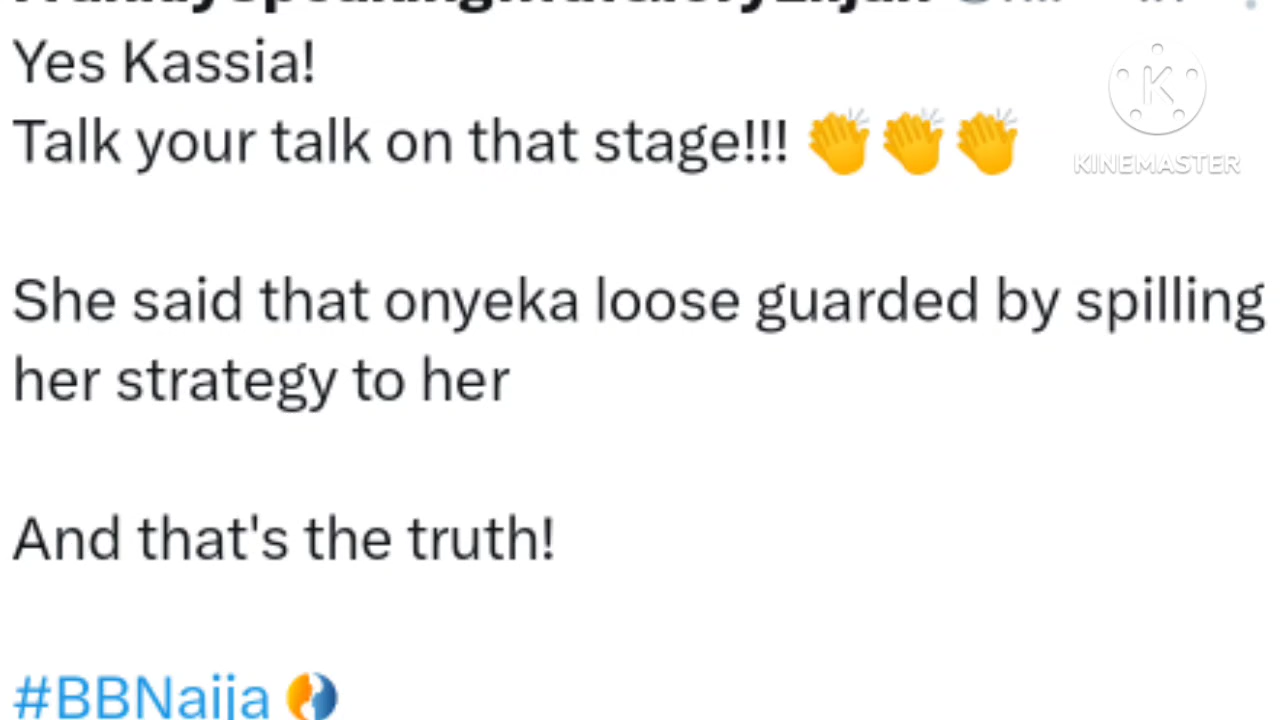 Yes Kassia!
Talk your talk on that stage!!! 👏👏👏
KINEMASTER
She said that onyeka loose guarded by spilling
her strategy to her
And that's the truth!
#BBNaija